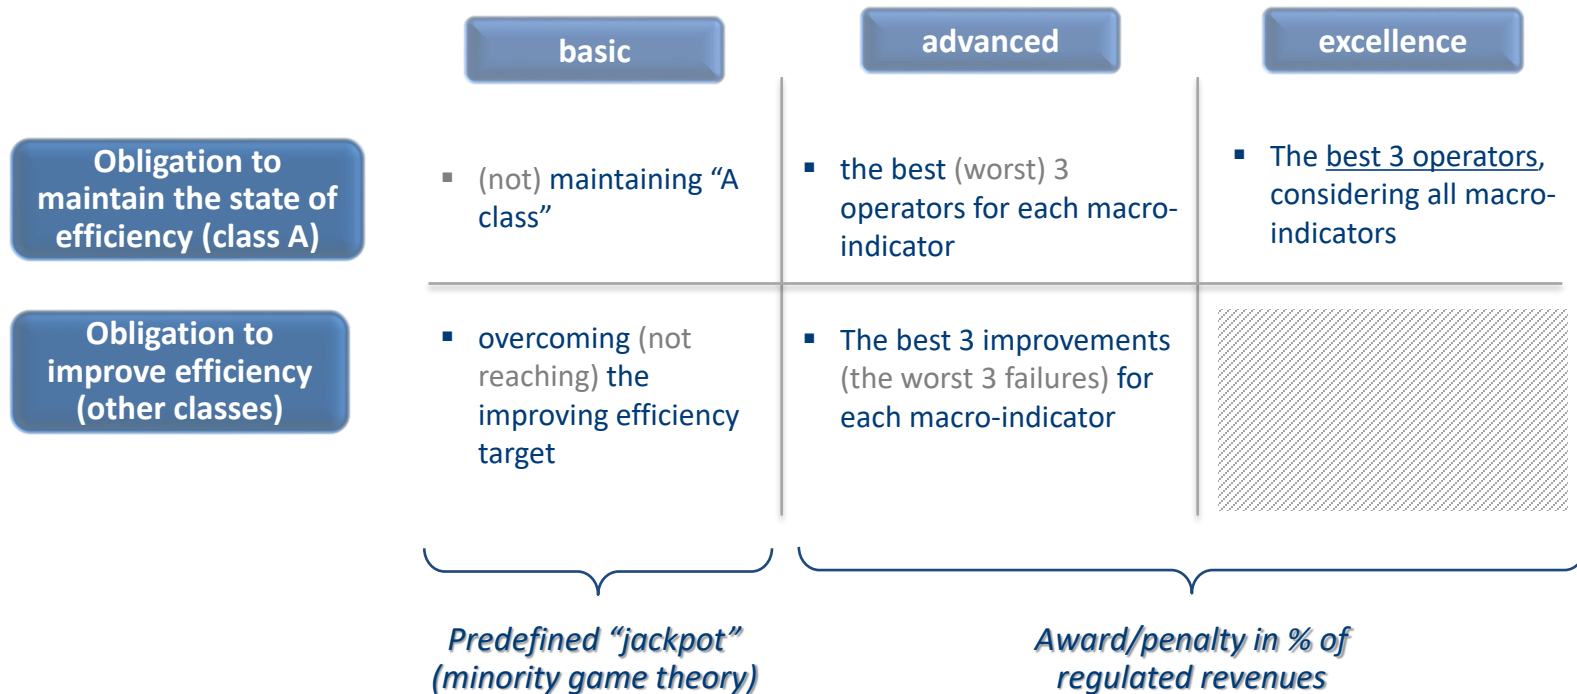 basic
advanced
excellence
Obligation to
maintain the state of
efficiency (class A)
▪ (not) maintaining “A
class”
▪ the best (worst) 3
operators for each macro-
indicator
▪ The best 3 operators,
considering all macro-
indicators
Obligation to
improve efficiency
(other classes)
▪ overcoming (not
reaching) the
improving efficiency
target
▪ The best 3 improvements
(the worst 3 failures) for
each macro-indicator
Predefined “jackpot”
(minority game theory)
Award/penalty in % of
regulated revenues